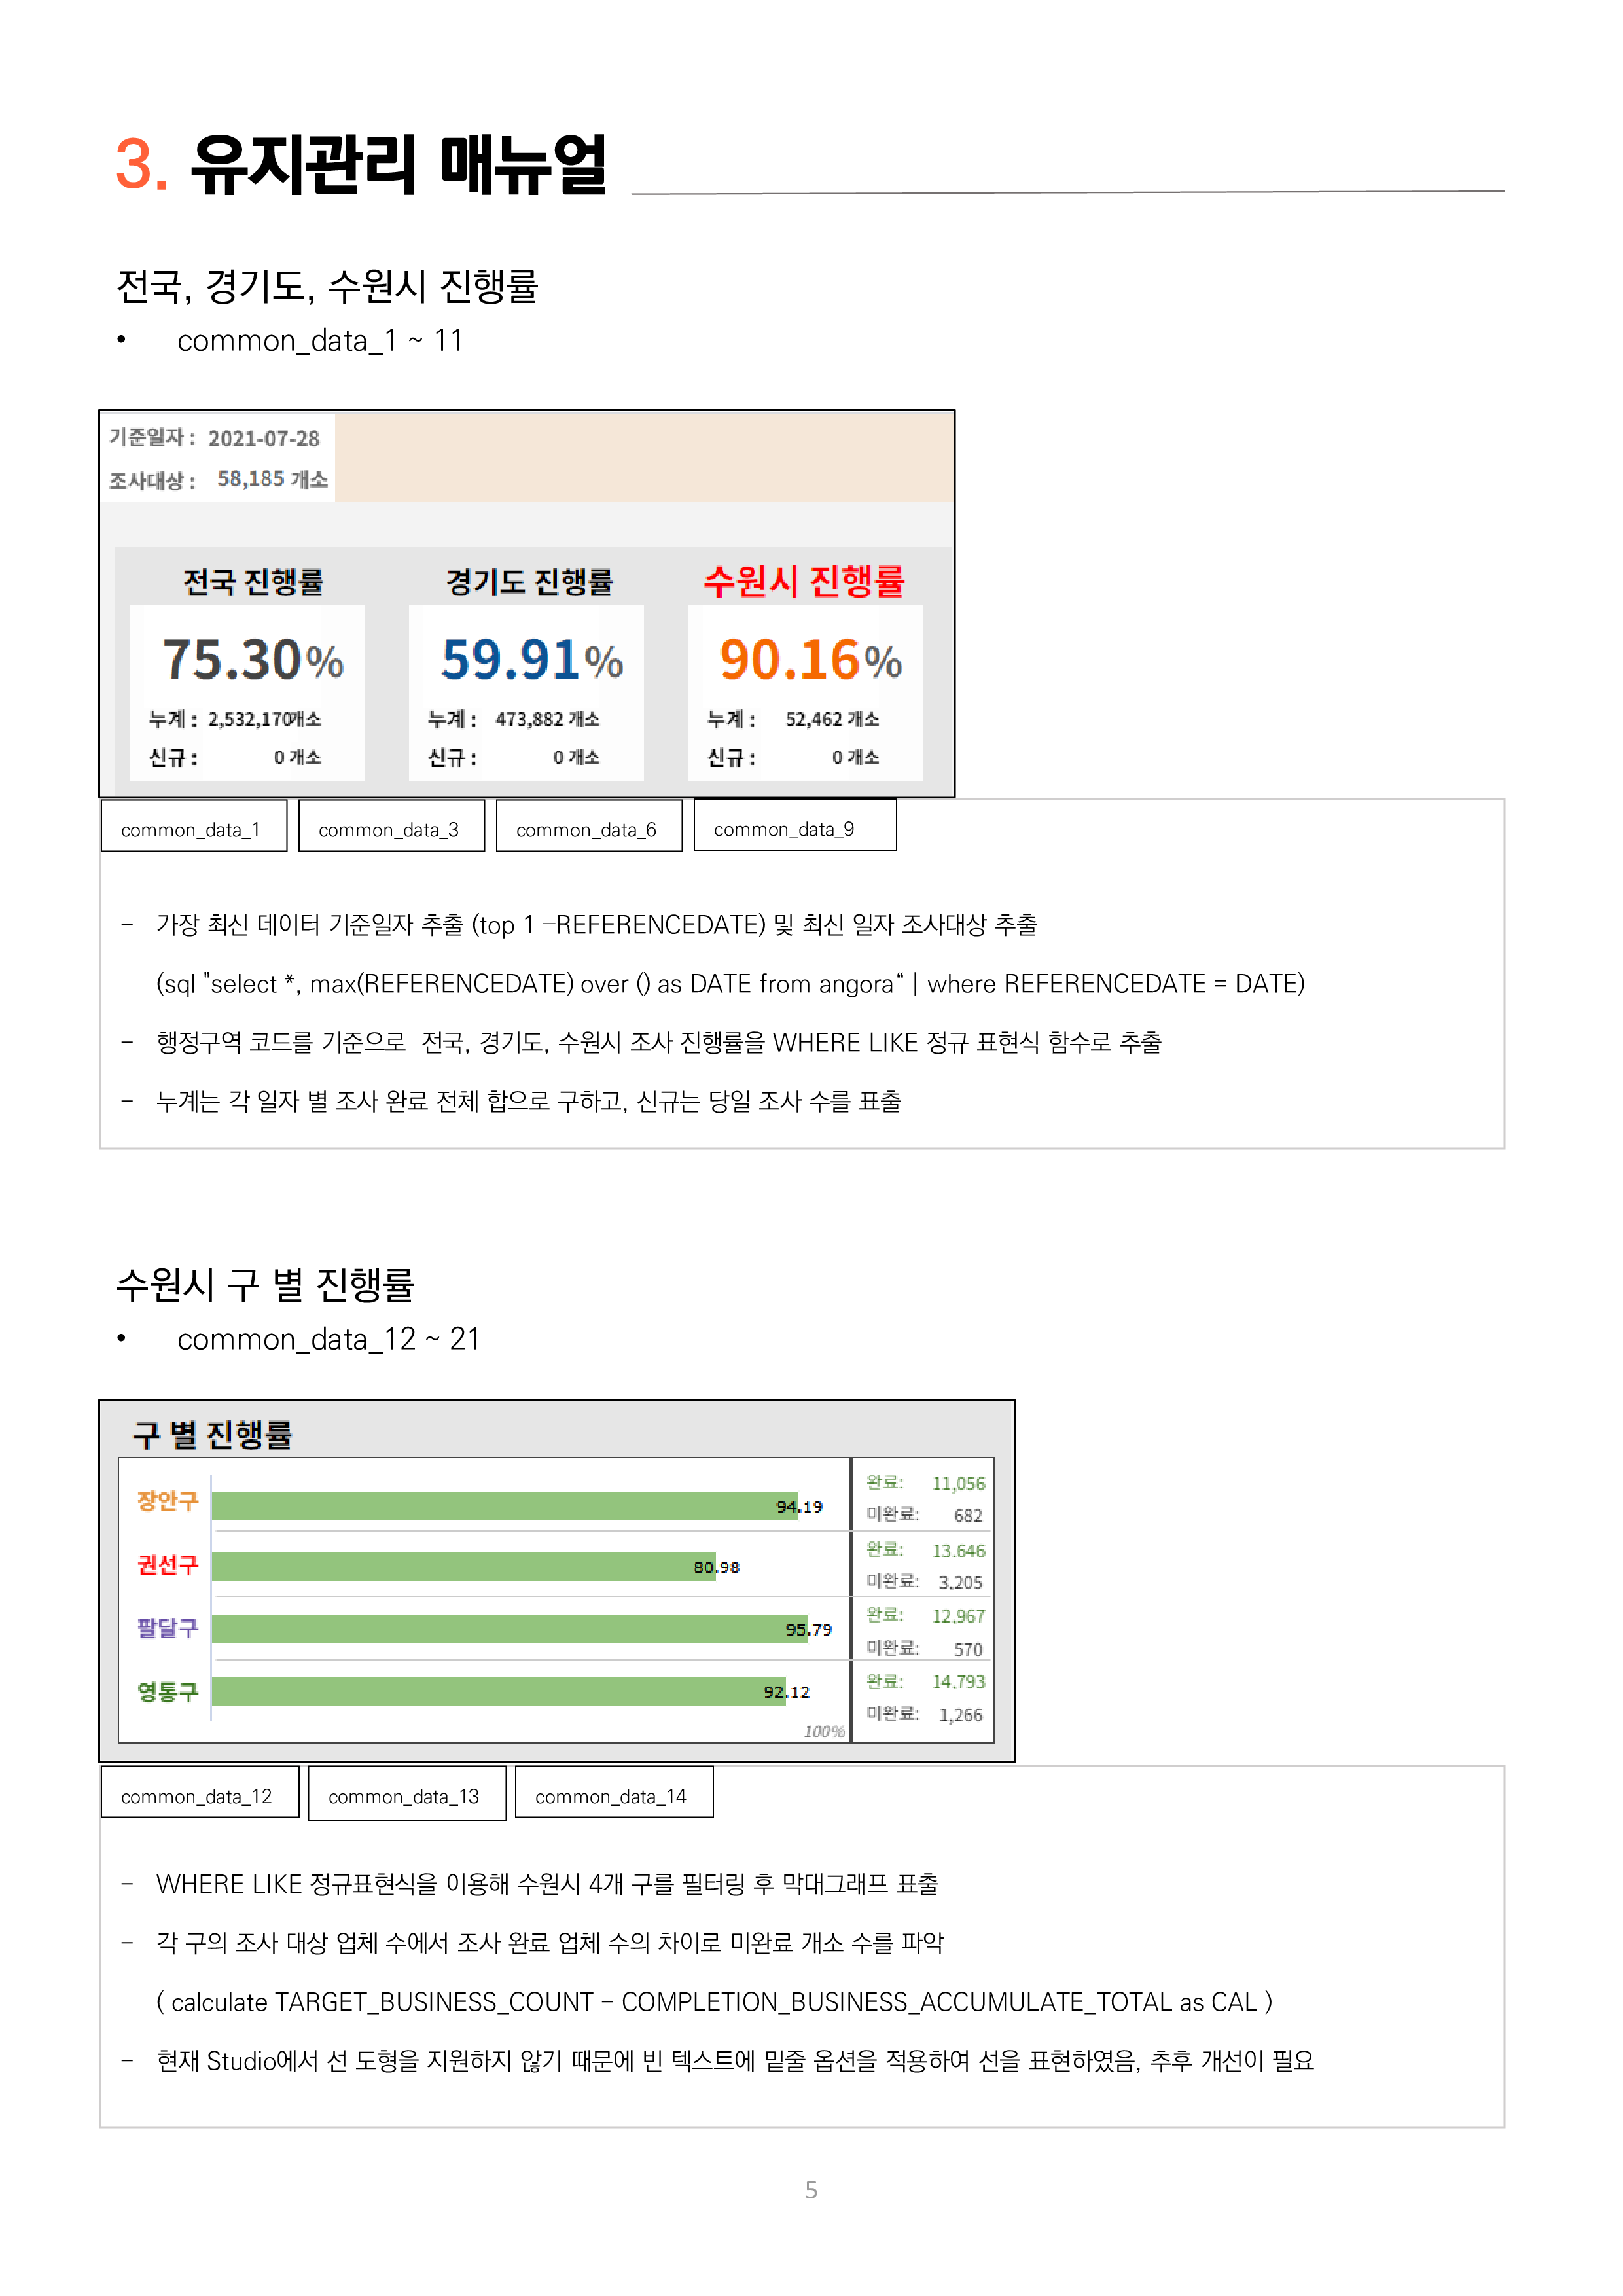 3. 유지관리 매뉴얼
전국, 경기도, 수원시 진행률
• common_data_1 ~ 11
기준일자 : 2021-07-28
조사대상 : 58,185 개소
전국 진행률 경기도 진행률 수원시 진행률
75.30% 59.91% 90.16%
누계 : 2,532,170개소 누계 : 473,882 개소 누계 : 52,462 개소
신규 : 0 개소 신규 : 0 개소 신규 : 0 개소
common_data_1 common_data_3 common_data_6 common_data_9
- 가장 최신 데이터 기준일자 추출 (top 1 –REFERENCEDATE) 및 최신 일자 조사대상 추출
(sql "select *, max(REFERENCEDATE) over () as DATE from angora“ | where REFERENCEDATE = DATE)
- 행정구역 코드를 기준으로 전국, 경기도, 수원시 조사 진행률을 WHERE LIKE 정규 표현식 함수로 추출
- 누계는 각 일자 별 조사 완료 전체 합으로 구하고, 신규는 당일 조사 수를 표출
수원시 구 별 진행률
• common_data_12 ~ 21
구 별 진행률
장안구 94.19 완료: 11,056
미완료: 682
권선구 80.98 완료: 13,646
미완료: 3,205
팔달구 95.79 완료: 12,967
미완료: 570
영통구 92.12 완료: 14,793
미완료: 1,266
100%
common_data_12 common_data_13 common_data_14
- WHERE LIKE 정규표현식을 이용해 수원시 4개 구를 필터링 후 막대그래프 표출
- 각 구의 조사 대상 업체 수에서 조사 완료 업체 수의 차이로 미완료 개소 수를 파악
( calculate TARGET_BUSINESS_COUNT - COMPLETION_BUSINESS_ACCUMULATE_TOTAL as CAL )
- 현재 Studio에서 선 도형을 지원하지 않기 때문에 빈 텍스트에 밑줄 옵션을 적용하여 선을 표현하였음, 추후 개선이 필요
5